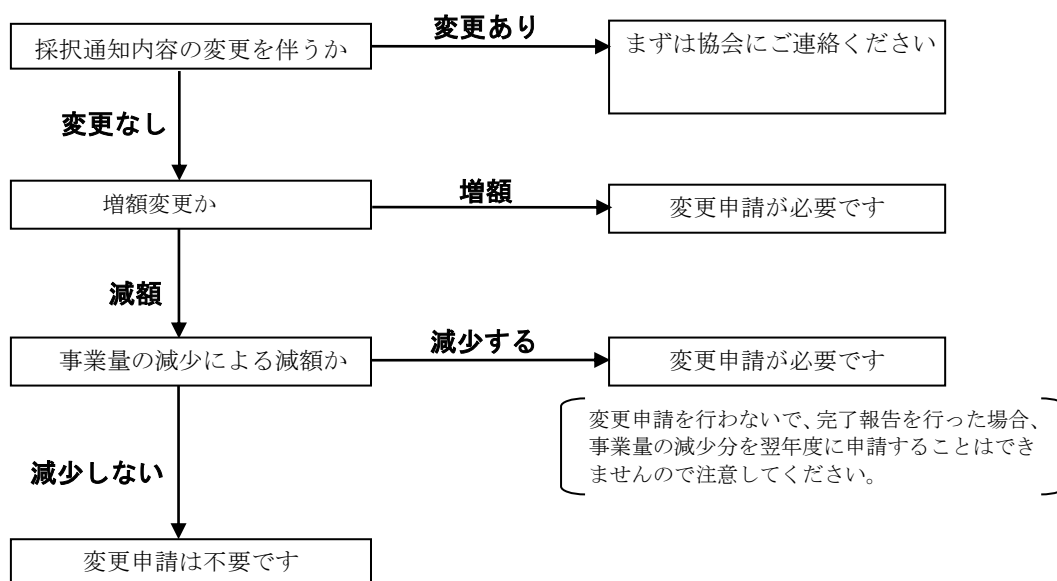 採択通知内容の変更を伴うか
変更あり
まずは協会にご連絡ください
変更なし
増額変更か
増額
変更申請が必要です
減額
事業量の減少による減額か
減少する
変更申請が必要です
変更申請を行わないで、完了報告を行った場合、
事業量の減少分を翌年度に申請することはでき
ませんので注意してください。
減少しない
変更申請は不要です